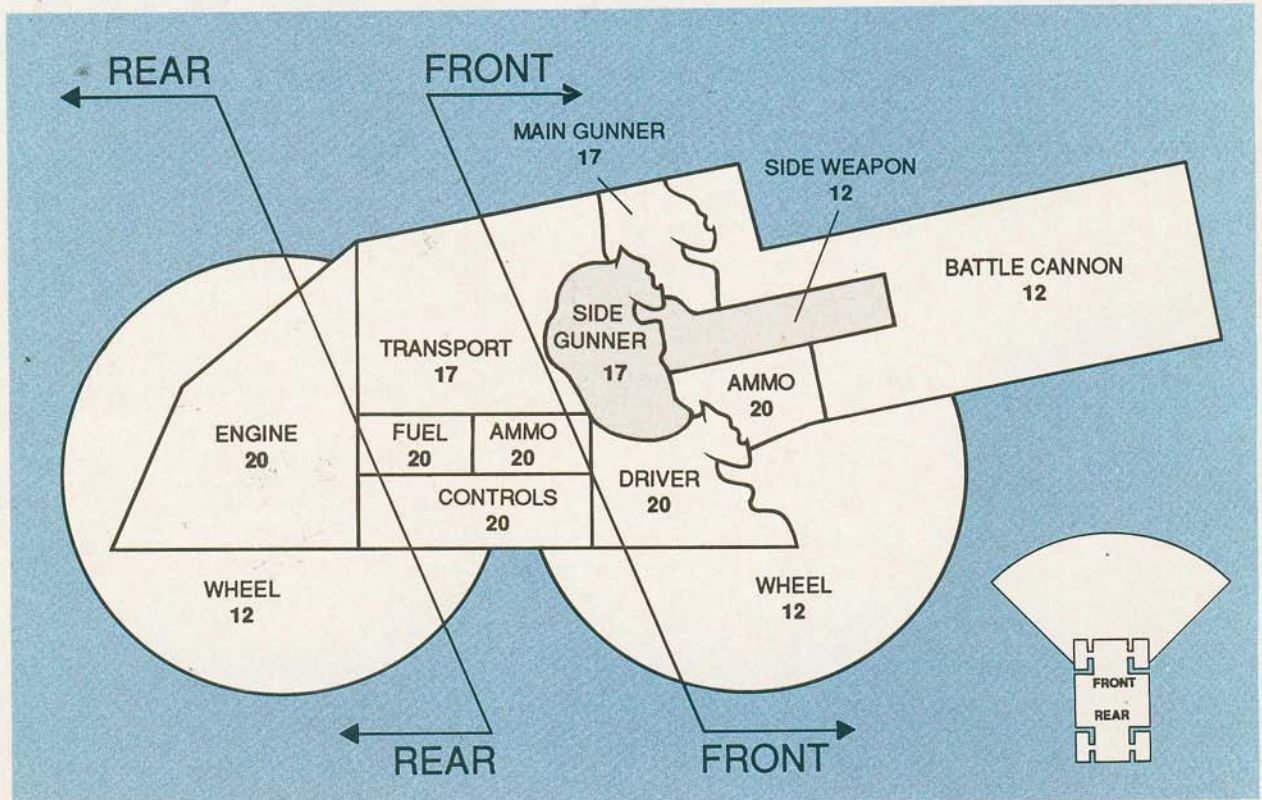 REAR
FRONT
MAIN GUNNER
17
SIDE WEAPON
12
BATTLE CANNON
12
SIDE
GUNNER
17
TRANSPORT
17
AMMO
20
ENGINE
20
FUEL
20
AMMO
20
DRIVER
20
CONTROLS
20
WHEEL
12
WHEEL
12
FRONT
REAR
REAR
FRONT